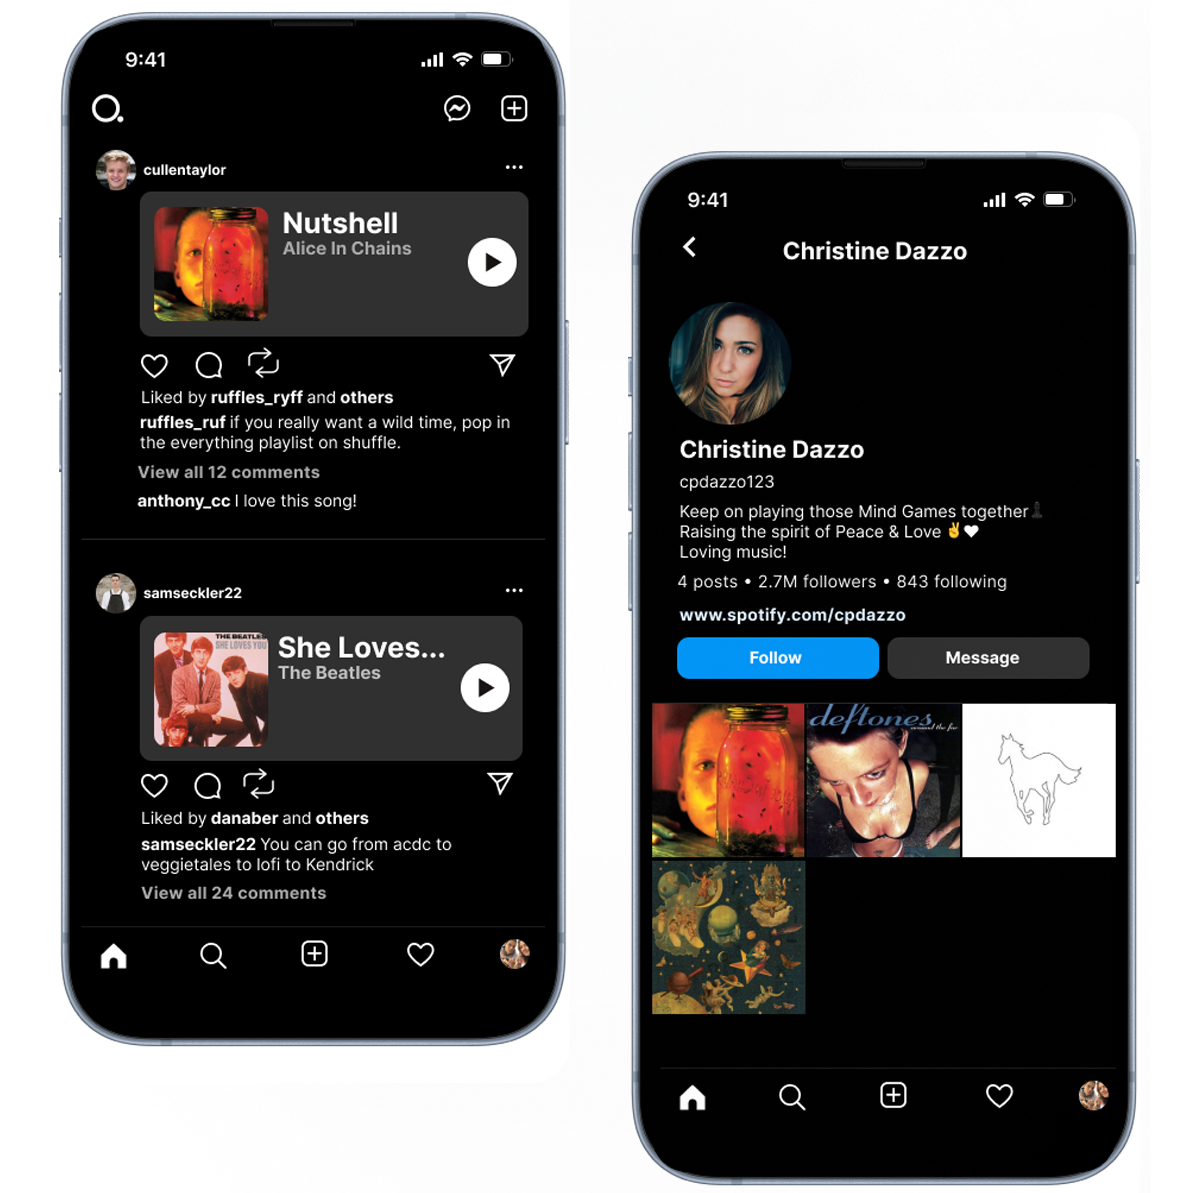 9:41
cullentaylor
Nutshell
Alice In Chains
Liked by ruffles_ryff and others
ruffles_ruf if you really want a wild time, pop in
the everything playlist on shuffle.
View all 12 comments
anthony_cc I love this song!
samseckler22
THE BEATLES
SHE LOVES YOU
She Loves...
The Beatles
Liked by danaber and others
samseckler22 You can go from acdc to
veggietales to lofi to Kendrick
View all 24 comments
9:41
Christine Dazzo
Christine Dazzo
cpdazzo123
Keep on playing those Mind Games together♟️
Raising the spirit of Peace & Love ✌️🤍
Loving music!
4 posts • 2.7M followers • 843 following
www.spotify.com/cpdazzo
Follow
Message
deftones
around the fur